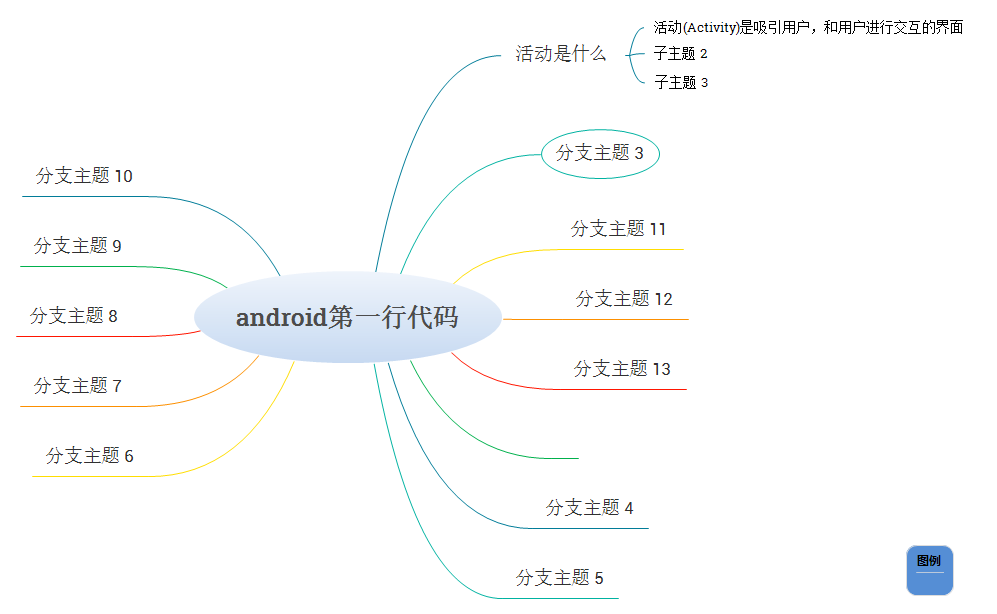 活动是什么
活动(Activity)是吸引用户，和用户进行交互的界面
子主题 2
子主题 3
分支主题 3
分支主题 11
分支主题 12
分支主题 13
分支主题 4
分支主题 5
android第一行代码
分支主题 10
分支主题 9
分支主题 8
分支主题 7
分支主题 6
图例